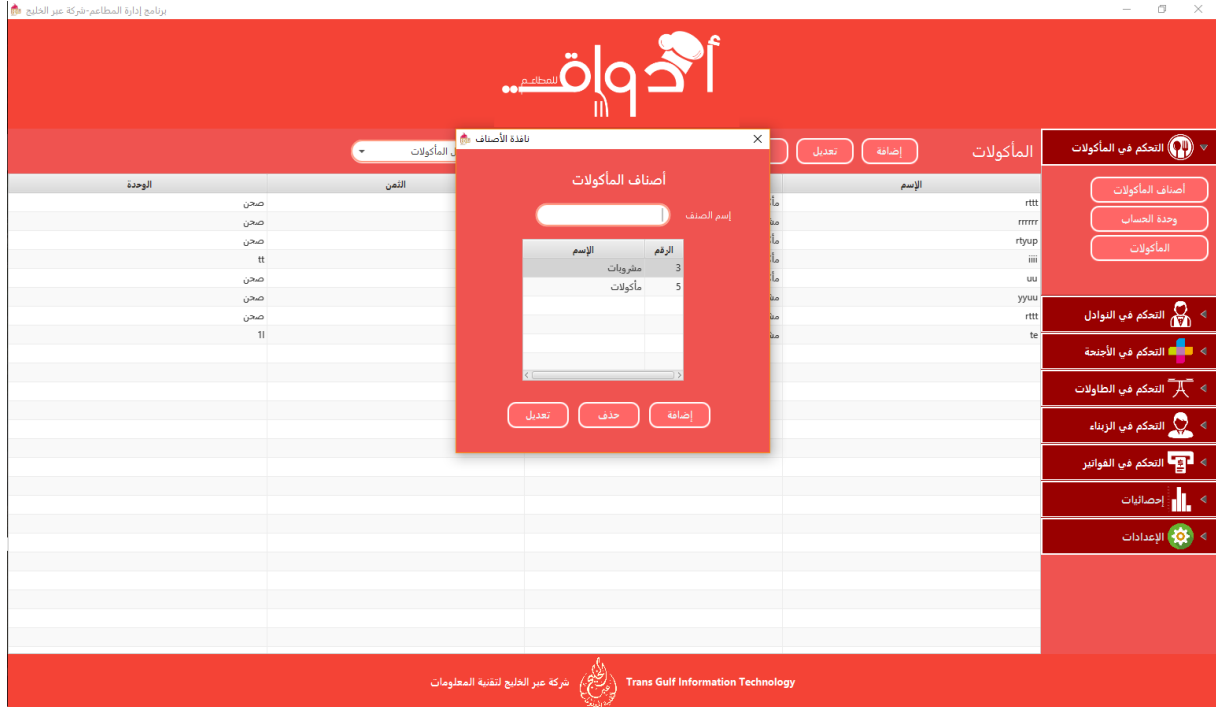 برنامج إدارة المطاعم-شركة عبر الخليج
أذواق
للمطاعم
التحكم في المأكولات
أصناف المأكولات
وحدة الحساب
المأكولات
التحكم في النوادل
التحكم في الأجنحة
التحكم في الطاولات
التحكم في الزبناء
التحكم في الفواتير
إحصائيات
الإعدادات
المأكولات
إضافة
تعديل
المأكولات
الإسم
الثمن
الوحدة
rttt
صحن
rrrrrr
صحن
rtyup
صحن
iiii
tt
uu
صحن
yyuu
صحن
rttt
صحن
te
نافذة الأصناف
أصناف المأكولات
إسم الصنف
الرقم الإسم
3 مشروبات
5 مأكولات
إضافة
حذف
تعديل
شركة عبر الخليج لتقنية المعلومات
Trans Gulf Information Technology